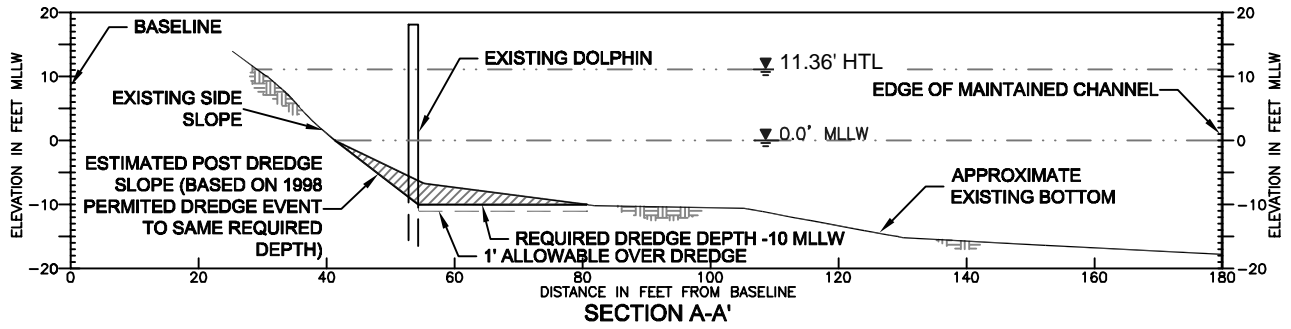 20
10
0
−10
−20
ELEVATION IN FEET MLLW
BASELINE
EXISTING SIDE
SLOPE
ESTIMATED POST DREDGE
SLOPE (BASED ON 1998
PERMITED DREDGE EVENT
TO SAME REQUIRED
DEPTH)
EXISTING DOLPHIN
11.36' HTL
0.0' MLLW
EDGE OF MAINTAINED CHANNEL
APPROXIMATE
EXISTING BOTTOM
REQUIRED DREDGE DEPTH -10 MLLW
1' ALLOWABLE OVER DREDGE
20
10
0
−10
−20
ELEVATION IN FEET MLLW
0 20 40 60 80 100 120 140 160 180
DISTANCE IN FEET FROM BASELINE
SECTION A-A'